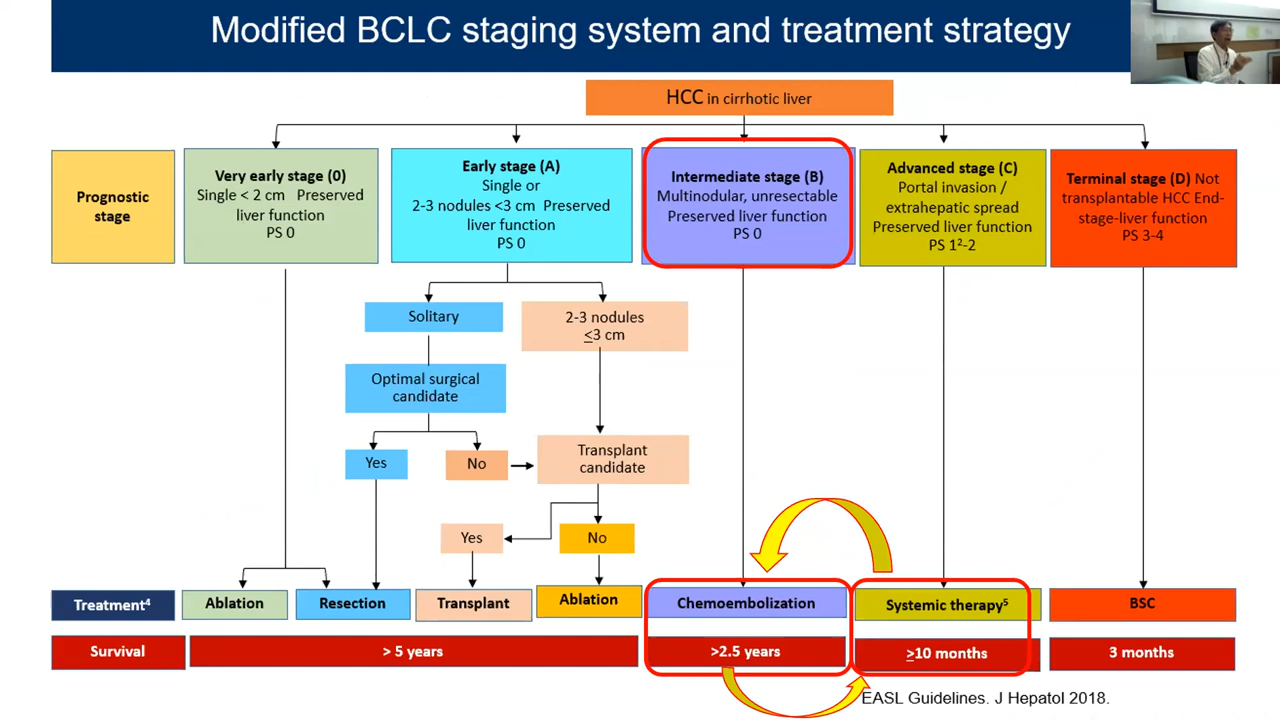 Modified BCLC staging system and treatment strategy
HCC in cirrhotic liver
Prognostic
stage
Very early stage (0)
Single < 2 cm Preserved
liver function
PS 0
Early stage (A)
Single or
2-3 nodules <3 cm Preserved
liver function
PS 0
Intermediate stage (B)
Multinodular, unresectable
Preserved liver function
PS 0
Advanced stage (C)
Portal invasion /
extrahepatic spread
Preserved liver function
PS 1²-2
Terminal stage (D) Not
transplantable HCC End-
stage-liver function
PS 3-4
Solitary
2-3 nodules
≤3 cm
Optimal surgical
candidate
Yes
No
Transplant
candidate
Yes
No
Treatment⁴
Ablation
Resection
Transplant
Ablation
Chemoembolization
Systemic therapy⁵
BSC
Survival
> 5 years
>2.5 years
≥10 months
3 months
EASL Guidelines. J Hepatol 2018.